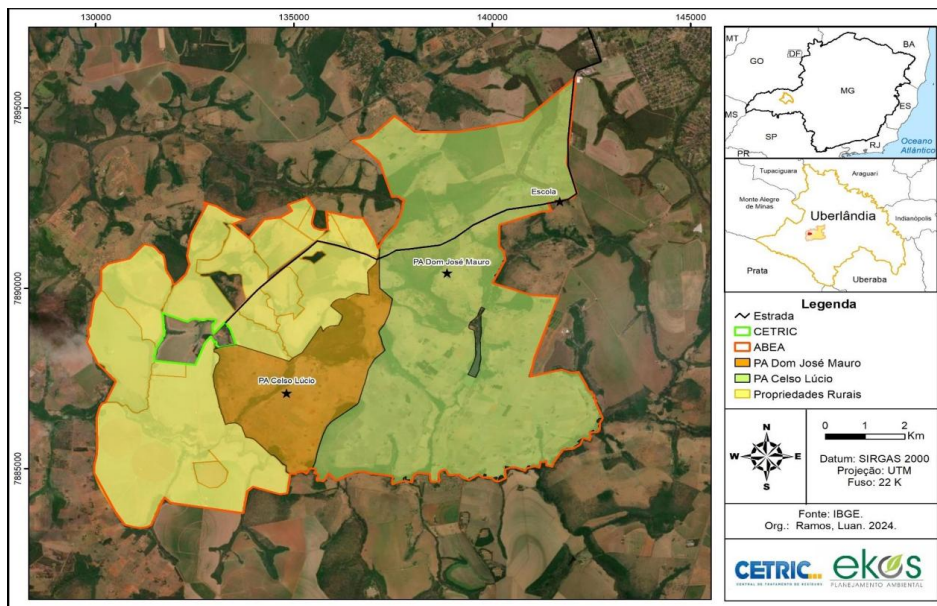 130000
135000
140000
145000
7895000
7890000
7885000
Escola
PA Dom José Mauro
PA Celso Lúcio
MT
GO
DF
BA
MG
ES
MS
SP
RJ
PR
Oceano
Atlântico
Tupaciguara
Araguari
Monte Alegre
de Minas
Uberlândia
Indianópolis
Prata
Uberaba
Legenda
Estrada
CETRIC
ABEA
PA Dom José Mauro
PA Celso Lúcio
Propriedades Rurais
N
W
E
S
0 1 2
Km
Datum: SIRGAS 2000
Projeção: UTM
Fuso: 22 K
Fonte: IBGE.
Org.: Ramos, Luan. 2024.
CETRIC
CENTRAL DE TRATAMENTO DE RESÍDUOS
ekos
PLANEJAMENTO AMBIENTAL